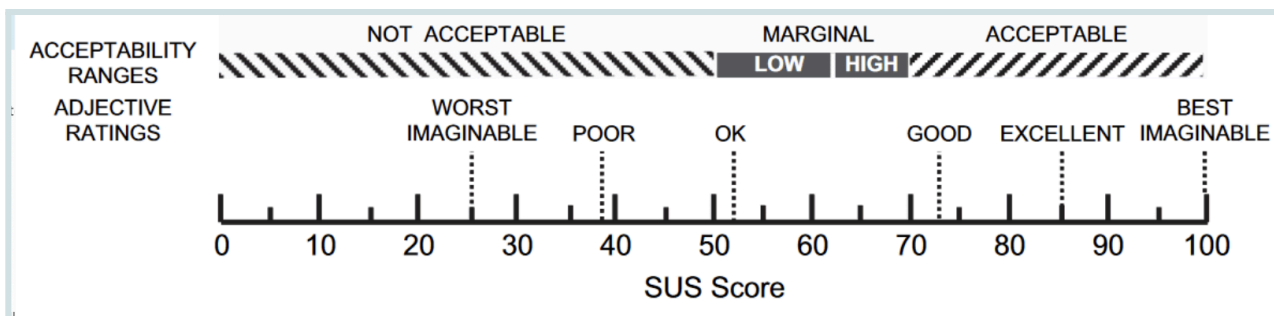 NOT ACCEPTABLE MARGINAL ACCEPTABLE
ACCEPTABILITY
RANGES
LOW HIGH
ADJECTIVE
RATINGS
WORST
IMAGINABLE
POOR
OK
GOOD
EXCELLENT
BEST
IMAGINABLE
0 10 20 30 40 50 60 70 80 90 100
SUS Score